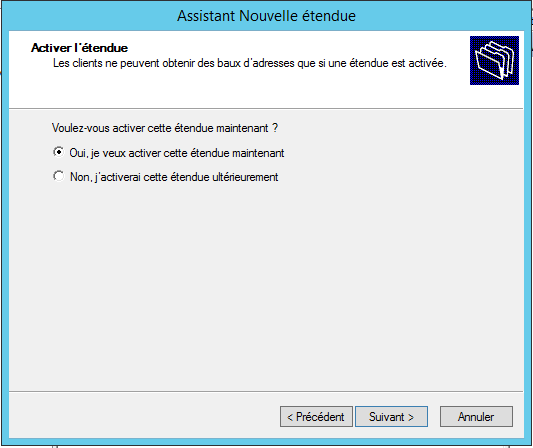 Assistant Nouvelle étendue
Activer l'étendue
Les clients ne peuvent obtenir des baux d'adresses que si une étendue est activée.
Voulez-vous activer cette étendue maintenant ?
Oui, je veux activer cette étendue maintenant
Non, j'activerai cette étendue ultérieurement
< Précédent Suivant > Annuler